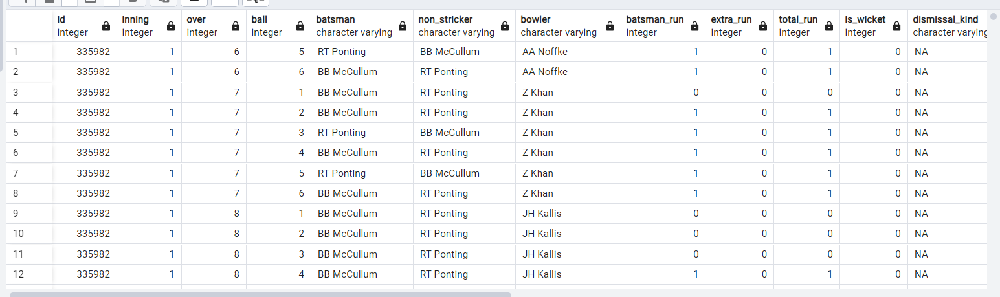 id inning over ball batsman non_stricker bowler batsman_run extra_run total_run is_wicket dismissal_kind
integer integer integer integer character varying character varying character varying integer integer integer integer character varying
1 335982 1 6 5 RT Ponting BB McCullum AA Noffke 1 0 1 0 NA
2 335982 1 6 6 BB McCullum RT Ponting AA Noffke 1 0 1 0 NA
3 335982 1 7 1 BB McCullum RT Ponting Z Khan 0 0 0 0 NA
4 335982 1 7 2 BB McCullum RT Ponting Z Khan 1 0 1 0 NA
5 335982 1 7 3 RT Ponting BB McCullum Z Khan 1 0 1 0 NA
6 335982 1 7 4 BB McCullum RT Ponting Z Khan 1 0 1 0 NA
7 335982 1 7 5 RT Ponting BB McCullum Z Khan 1 0 1 0 NA
8 335982 1 7 6 BB McCullum RT Ponting Z Khan 1 0 1 0 NA
9 335982 1 8 1 BB McCullum RT Ponting JH Kallis 0 0 0 0 NA
10 335982 1 8 2 BB McCullum RT Ponting JH Kallis 0 0 0 0 NA
11 335982 1 8 3 BB McCullum RT Ponting JH Kallis 0 0 0 0 NA
12 335982 1 8 4 BB McCullum RT Ponting JH Kallis 1 0 1 0 NA